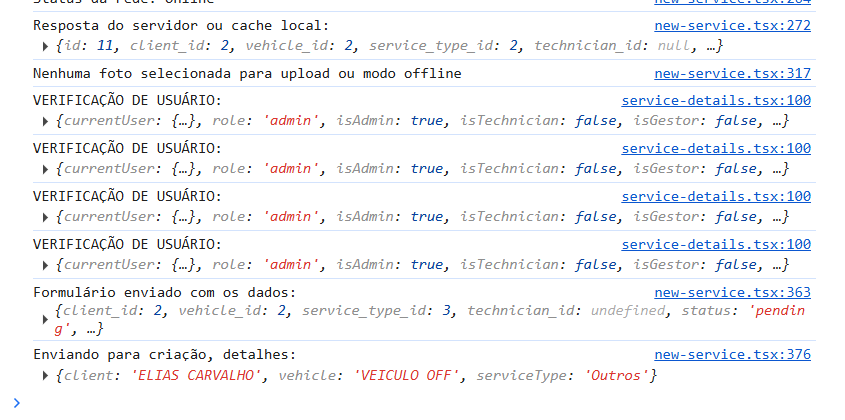 Status da rede: online new-service.tsx:264
Resposta do servidor ou cache local: new-service.tsx:272
{id: 11, client_id: 2, vehicle_id: 2, service_type_id: 2, technician_id: null, …}
Nenhuma foto selecionada para upload ou modo offline new-service.tsx:317
VERIFICAÇÃO DE USUÁRIO: service-details.tsx:100
{currentUser: {…}, role: 'admin', isAdmin: true, isTechnician: false, isGestor: false, …}
VERIFICAÇÃO DE USUÁRIO: service-details.tsx:100
{currentUser: {…}, role: 'admin', isAdmin: true, isTechnician: false, isGestor: false, …}
VERIFICAÇÃO DE USUÁRIO: service-details.tsx:100
{currentUser: {…}, role: 'admin', isAdmin: true, isTechnician: false, isGestor: false, …}
VERIFICAÇÃO DE USUÁRIO: service-details.tsx:100
{currentUser: {…}, role: 'admin', isAdmin: true, isTechnician: false, isGestor: false, …}
Formulário enviado com os dados: new-service.tsx:363
{client_id: 2, vehicle_id: 2, service_type_id: 3, technician_id: undefined, status: 'pendin
g', …}
Enviando para criação, detalhes: new-service.tsx:376
{client: 'ELIAS CARVALHO', vehicle: 'VEICULO OFF', serviceType: 'Outros'}